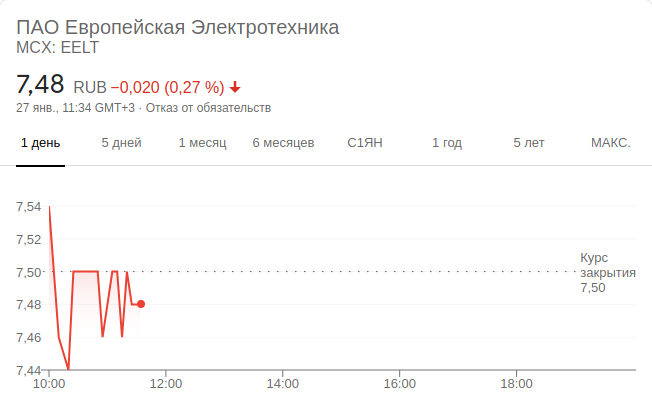 ПАО Европейская Электротехника
MCX: EELT
7,48 RUB −0,020 (0,27 %)
27 янв., 11:34 GMT+3 · Отказ от обязательств
1 день 5 дней 1 месяц 6 месяцев С1ЯН 1 год 5 лет МАКС.
7,54
7,52
7,50
7,48
7,46
7,44
Курс
закрытия
7,50
10:00 12:00 14:00 16:00 18:00